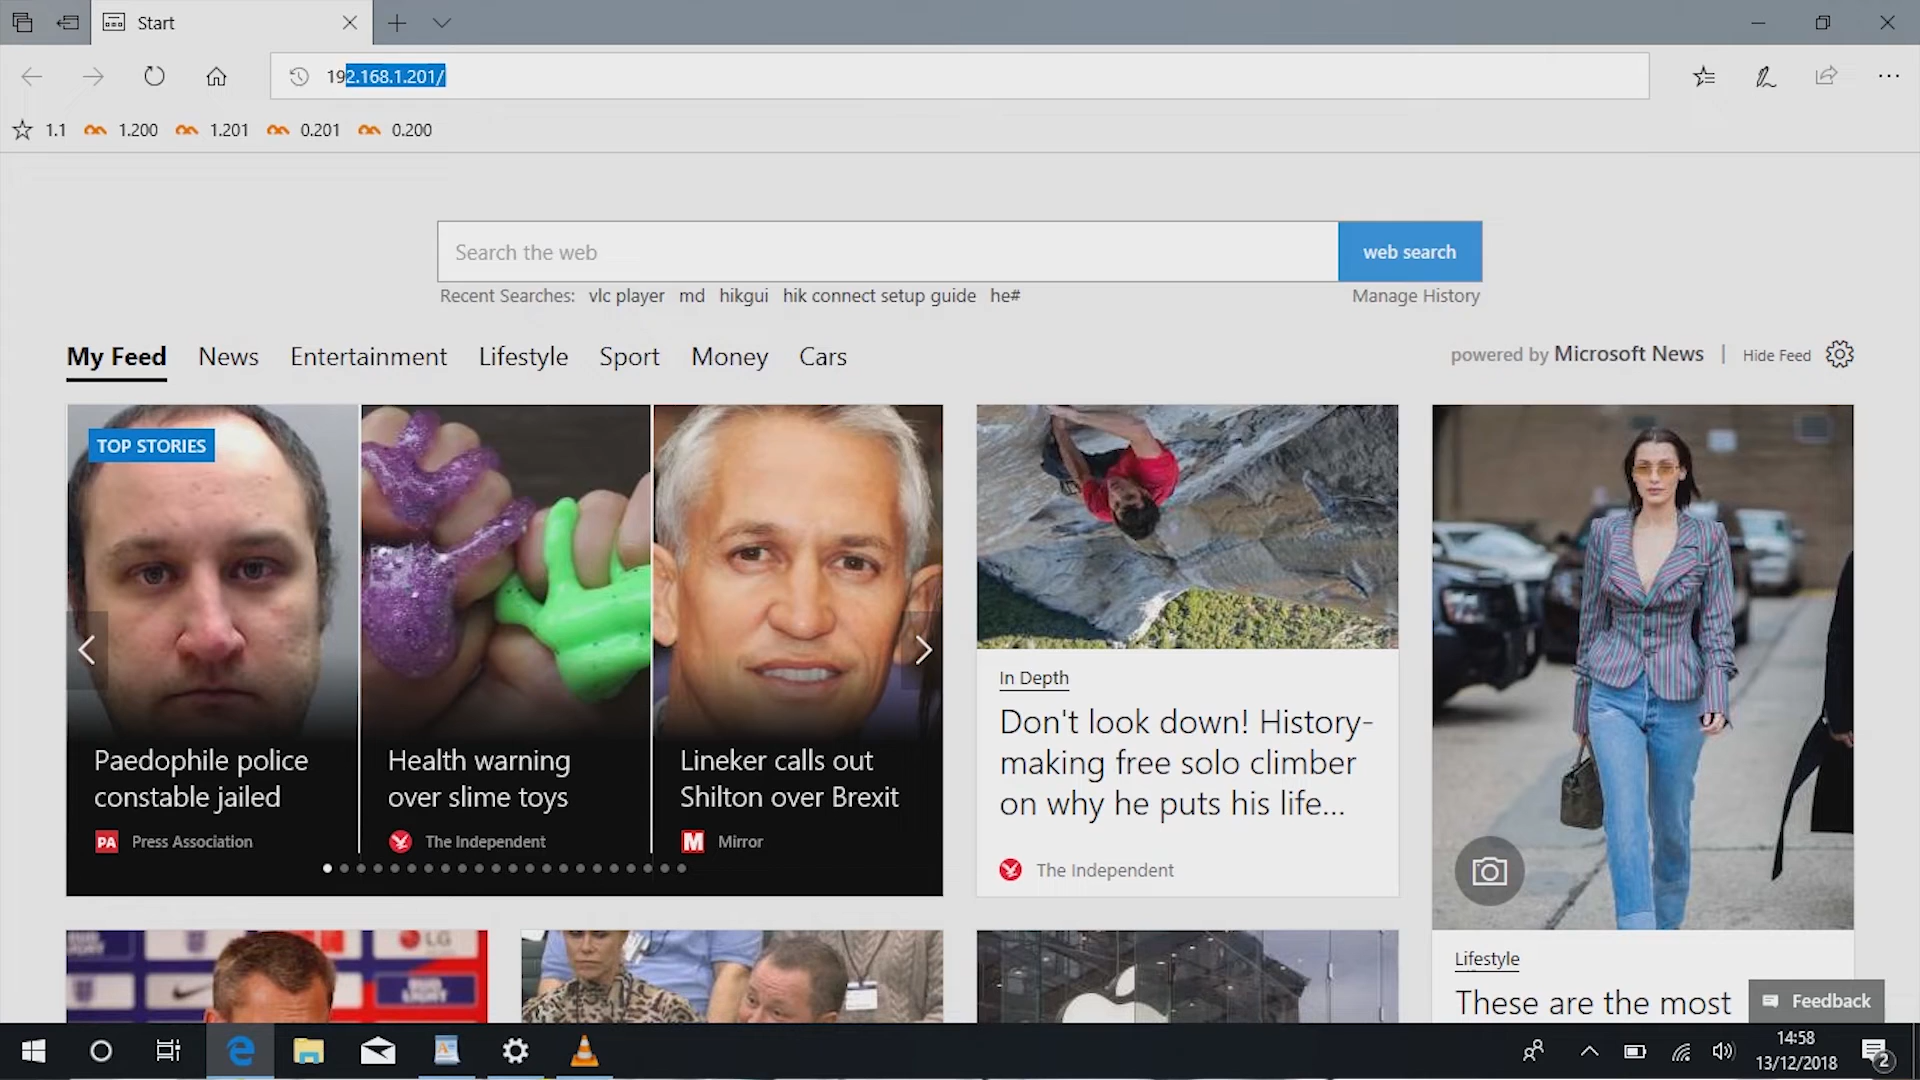 Start
192.168.1.201/
1.1 1.200 1.201 0.201 0.200
Search the web
web search
Recent Searches: vlc player md hikgui hik connect setup guide he#
Manage History
My Feed News Entertainment Lifestyle Sport Money Cars
powered by Microsoft News | Hide Feed
TOP STORIES
Paedophile police
constable jailed
PA Press Association
Health warning
over slime toys
The Independent
Lineker calls out
Shilton over Brexit
M Mirror
In Depth
Don't look down! History-
making free solo climber
on why he puts his life...
The Independent
Lifestyle
These are the most
LG
BUD LIGHT
Feedback
14:58
13/12/2018
2